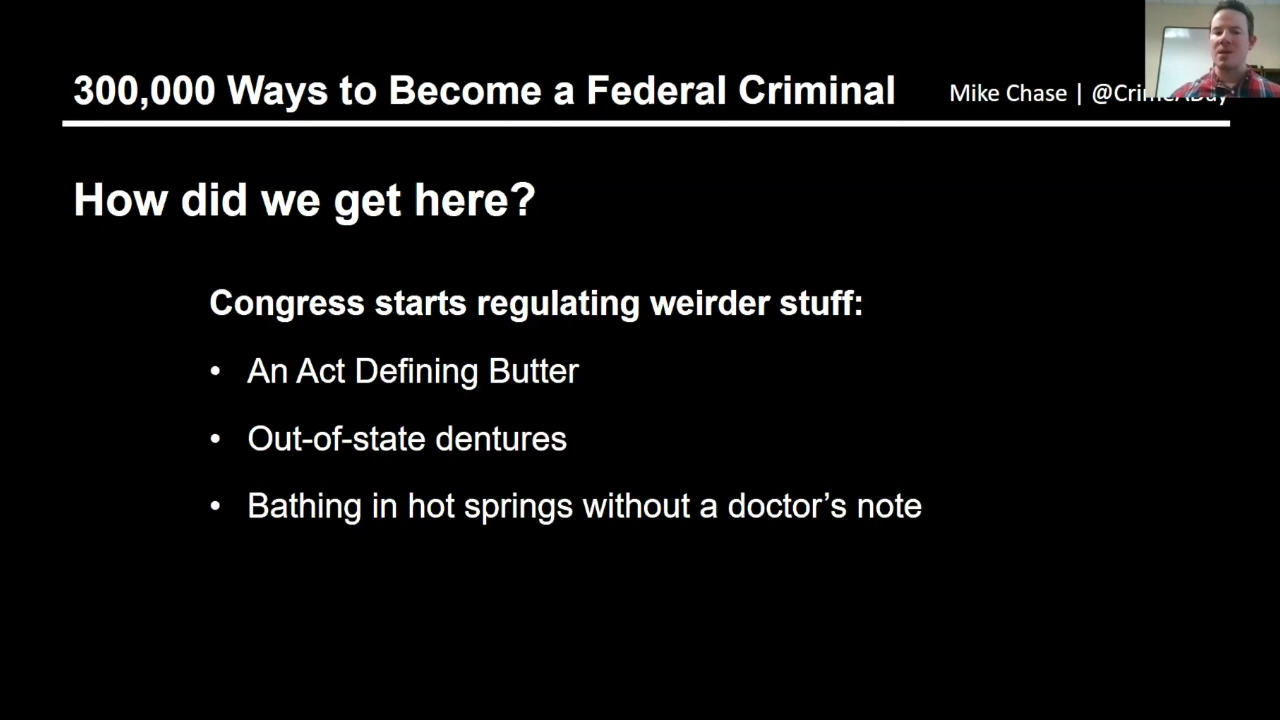 300,000 Ways to Become a Federal Criminal
Mike Chase | @CrimeADay
How did we get here?
Congress starts regulating weirder stuff:
• An Act Defining Butter
• Out-of-state dentures
• Bathing in hot springs without a doctor’s note